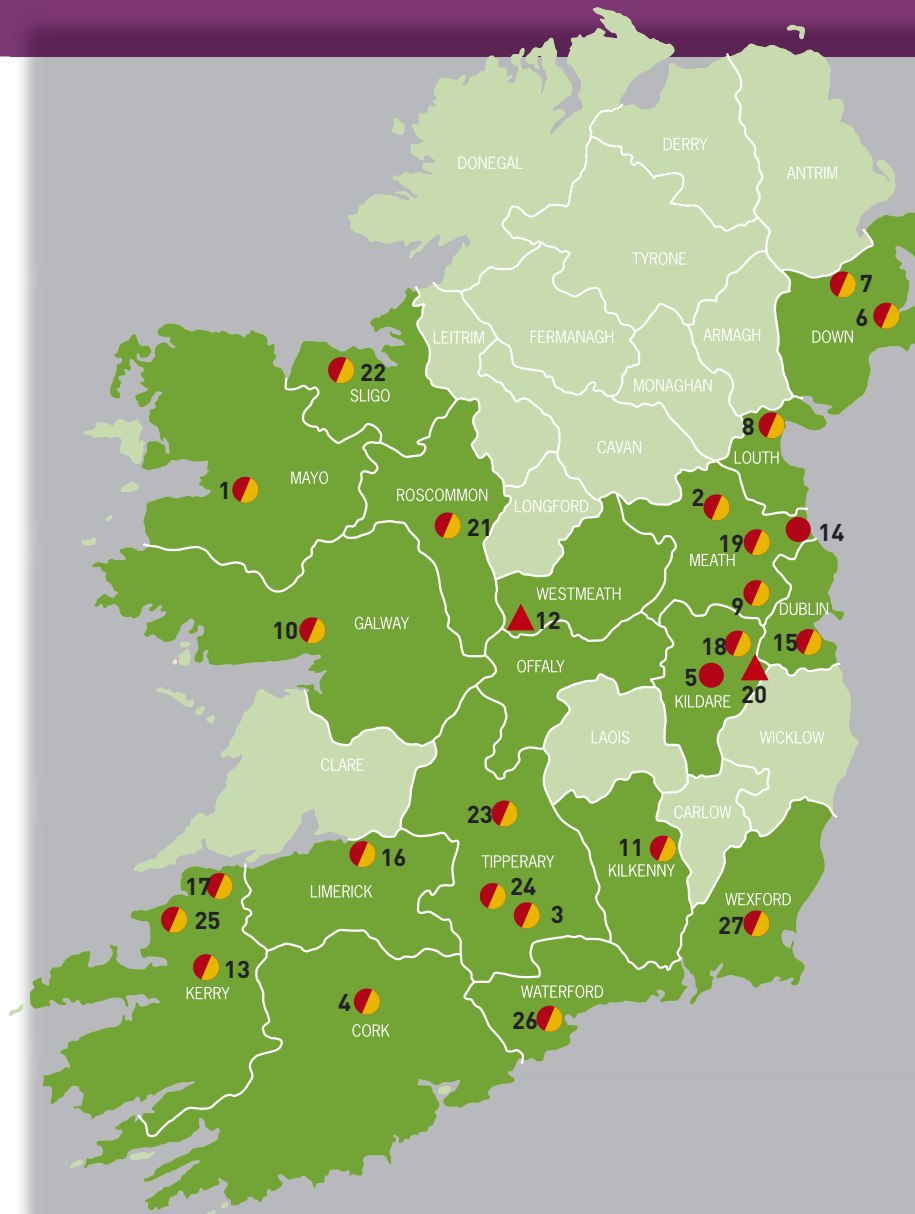 DERRY
DONEGAL
ANTRIM
TYRONE
7
6
LEITRIM
FERMANAGH
ARMAGH
DOWN
22
SLIGO
MONAGHAN
8
CAVAN
LOUTH
1
MAYO
ROSCOMMON
2
LONGFORD
21
14
19
MEATH
WESTMEATH
9
DUBLIN
12
10
GALWAY
18
15
OFFALY
5
KILDARE
20
LAOIS
WICKLOW
CLARE
23
CARLOW
16
TIPPERARY
11
KILKENNY
17
LIMERICK
24
WEXFORD
25
3
27
13
KERRY
WATERFORD
4
26
CORK